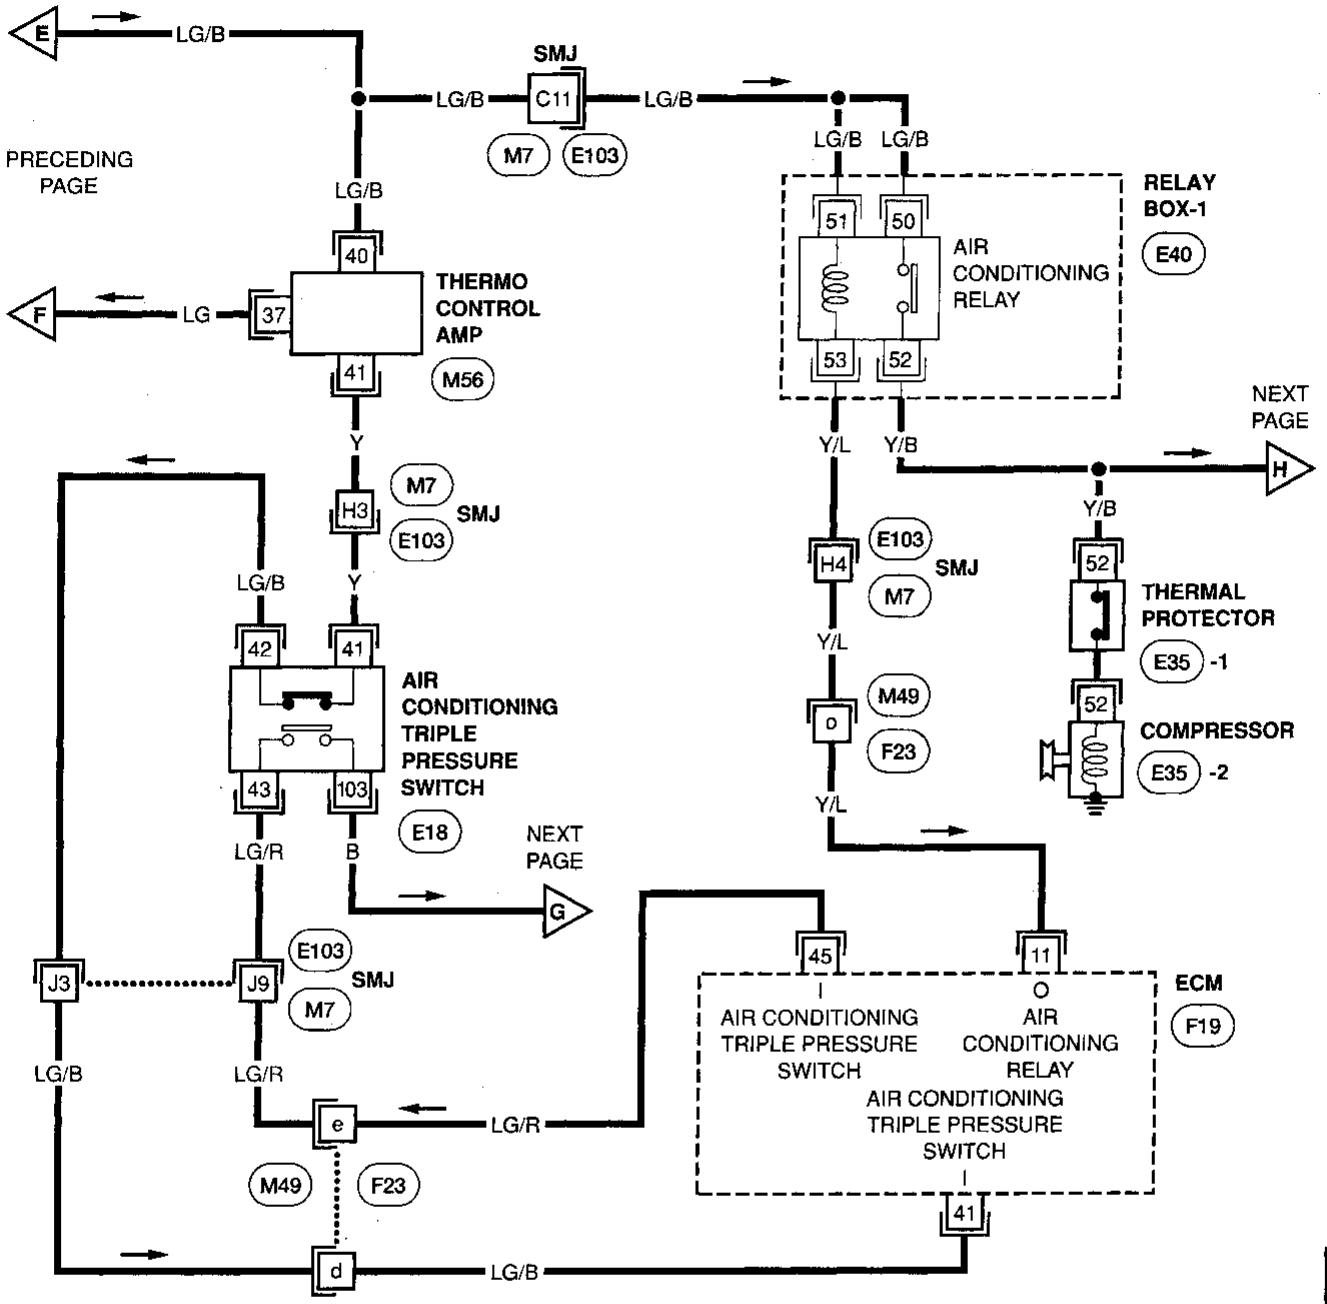 E
LG/B
SMJ
LG/B
C11
LG/B
M7
E103
LG/B
LG/B
PRECEDING
PAGE
LG/B
RELAY
BOX-1
E40
51
50
AIR
CONDITIONING
RELAY
53
52
40
THERMO
CONTROL
AMP
M56
F
LG
37
41
Y
NEXT
PAGE
H
Y/L
Y/B
Y/B
M7
H3
SMJ
E103
E103
H4
SMJ
M7
52
THERMAL
PROTECTOR
E35 -1
LG/B
Y
Y/L
42
41
AIR
CONDITIONING
TRIPLE
PRESSURE
SWITCH
E18
M49
o
F23
52
COMPRESSOR
E35 -2
43
103
Y/L
LG/R
B
NEXT
PAGE
G
E103
J3
J9
SMJ
M7
45
11
ECM
F19
I
O
AIR CONDITIONING
TRIPLE PRESSURE
SWITCH
AIR
CONDITIONING
RELAY
LG/B
LG/R
AIR CONDITIONING
TRIPLE PRESSURE
SWITCH
I
e
LG/R
M49
F23
41
d
LG/B